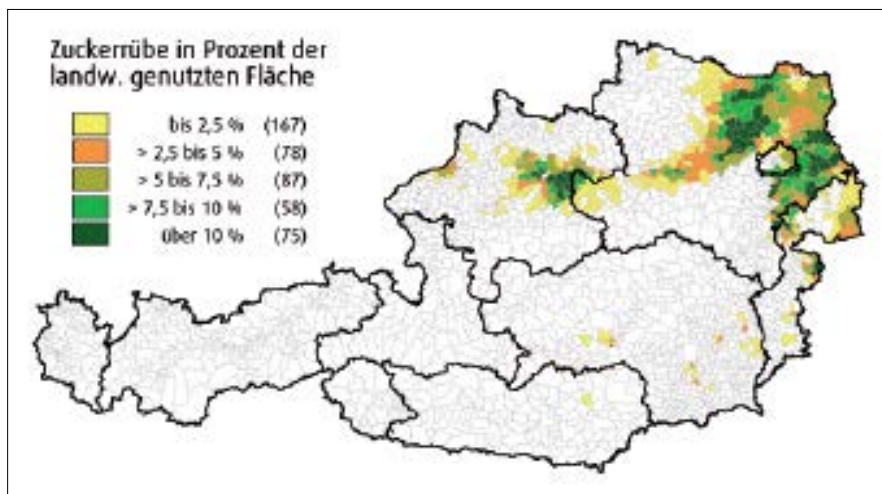 Zuckerrübe in Prozent der
landw. genutzten Fläche
bis 2,5 % (167)
> 2,5 bis 5 % (78)
> 5 bis 7,5 % (87)
> 7,5 bis 10 % (58)
über 10 % (75)